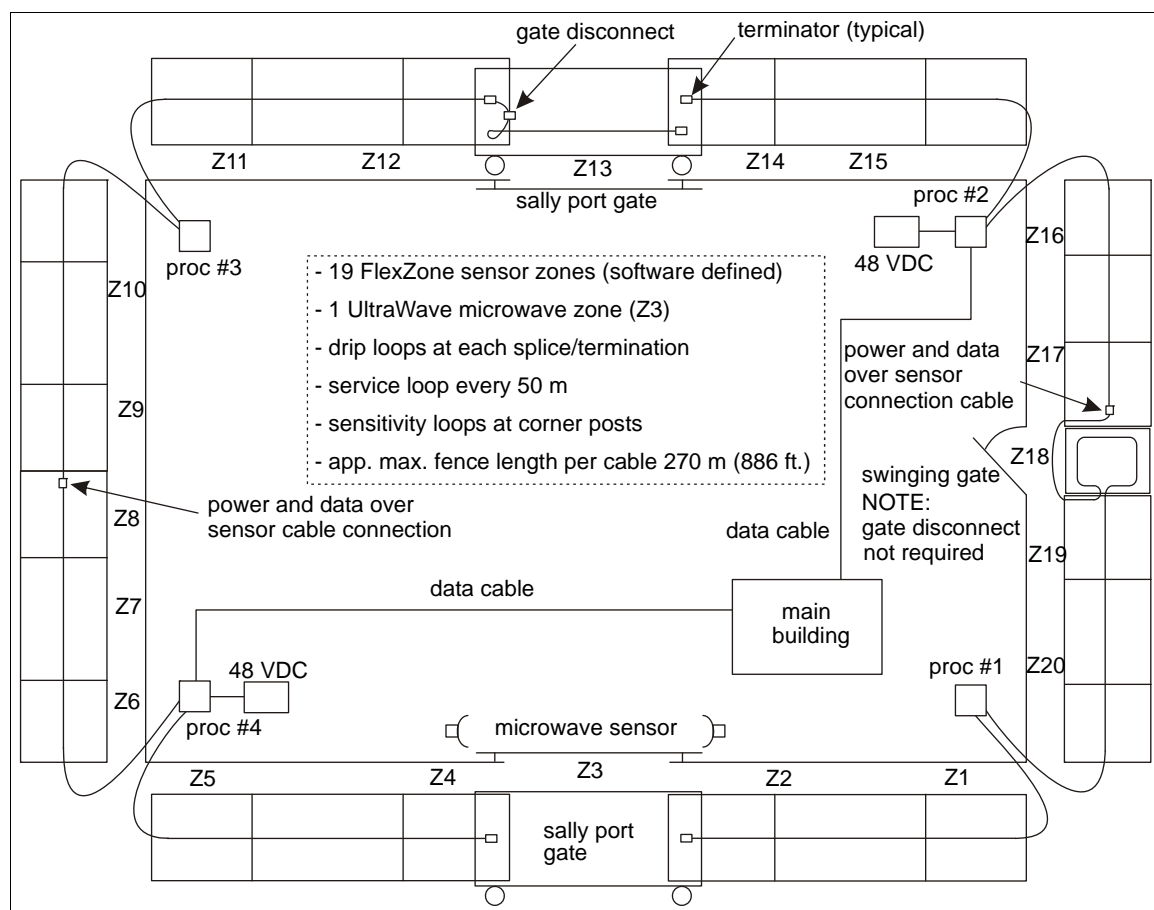 gate disconnect
terminator (typical)
Z11
Z12
Z13
Z14
Z15
sally port gate
proc #3
proc #2
48 VDC
Z16
Z10
- 19 FlexZone sensor zones (software defined)
- 1 UltraWave microwave zone (Z3)
- drip loops at each splice/termination
- service loop every 50 m
- sensitivity loops at corner posts
- app. max. fence length per cable 270 m (886 ft.)
Z17
power and data
over sensor
connection cable
Z9
Z18
swinging gate
NOTE:
gate disconnect
not required
Z8
power and data over
sensor cable connection
data cable
Z19
Z7
data cable
main
building
Z6
48 VDC
proc #4
proc #1
Z20
microwave sensor
Z5
Z4
Z3
Z2
Z1
sally port
gate